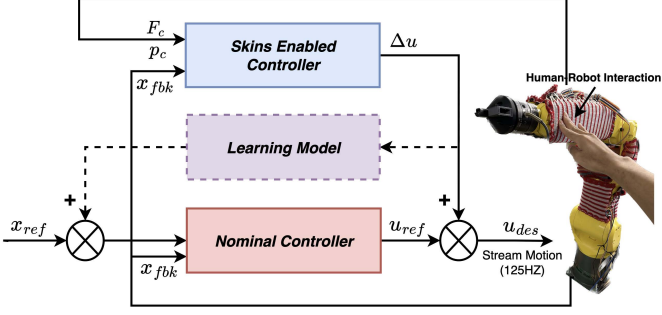 F_c
p_c
x_fbk
Skins Enabled
Controller
Δu
Human-Robot Interaction
Learning Model
+
+
x_ref
x_fbk
Nominal Controller
u_ref
u_des
Stream Motion
(125HZ)